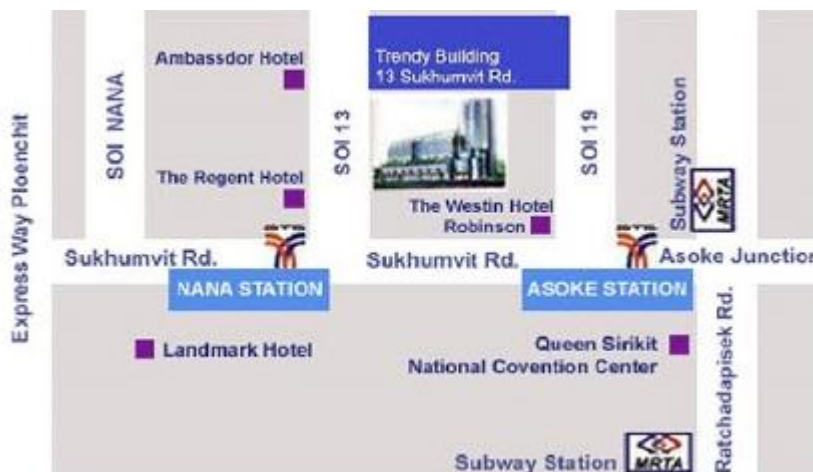 Ambassdor Hotel
Trendy Building
13 Sukhumvit Rd.
Express Way Ploenchit
SOI NANA
SOI 13
SOI 19
Subway Station
MRTA
The Regent Hotel
The Westin Hotel
Robinson
BTS
BTS
Sukhumvit Rd.
Sukhumvit Rd.
Asoke Junction
NANA STATION
ASOKE STATION
Landmark Hotel
Queen Sirikit
National Covention Center
Ratchadapisek Rd.
Subway Station
MRTA